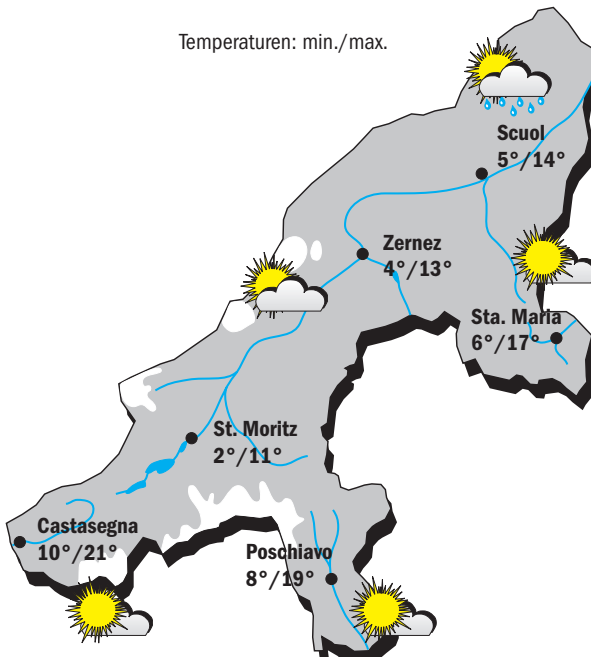 Temperaturen: min./max.
Scuol
5°/14°
Zernez
4°/13°
Sta. Maria
6°/17°
St. Moritz
2°/11°
Castasegna
10°/21°
Poschiavo
8°/19°